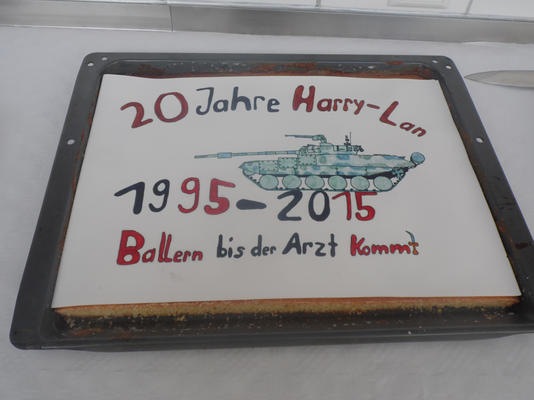 20 Jahre Harry-Lan
1995-2015
Ballern bis der Arzt Kommt